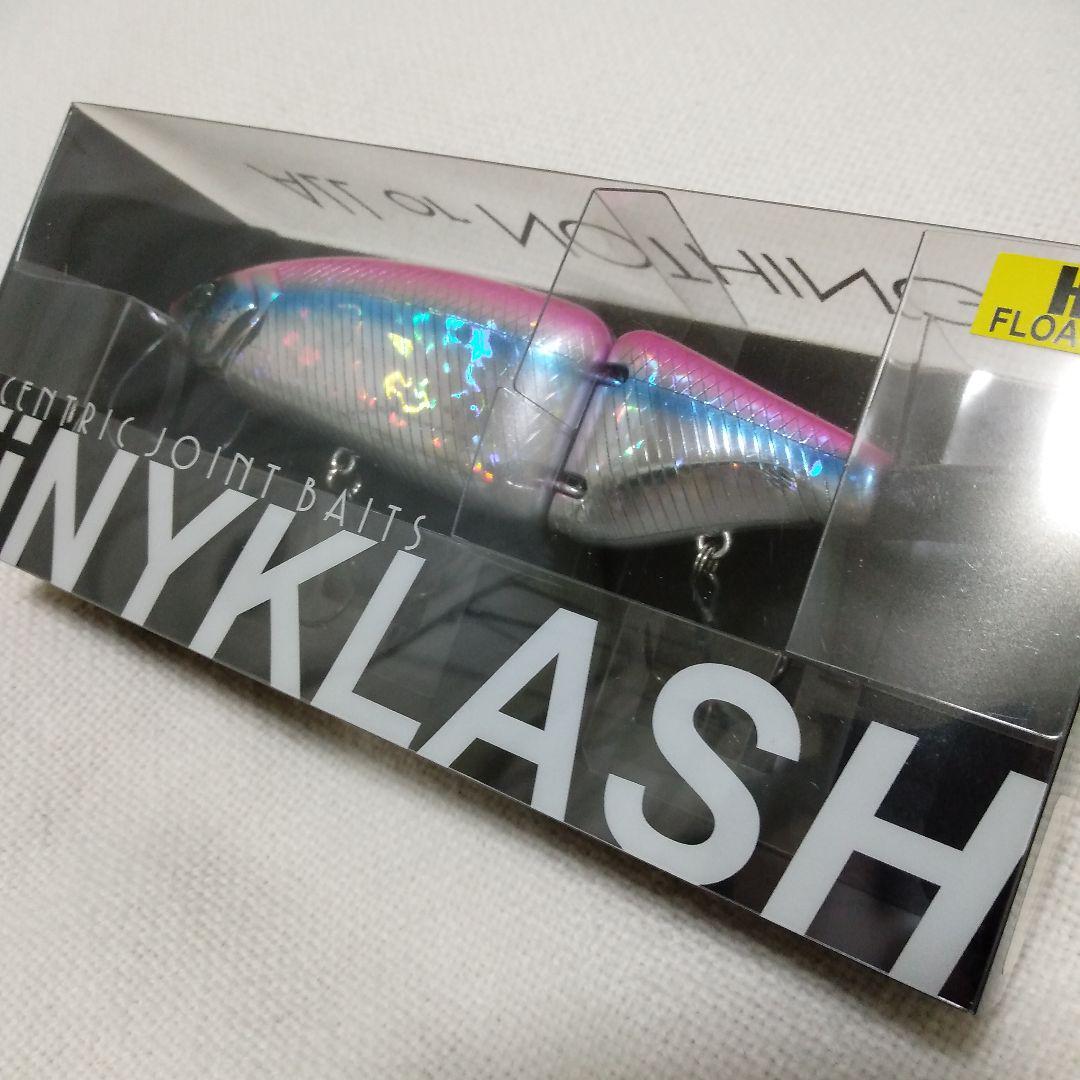 ALL or NOTHING
H
FLOA
CENTRIC JOINT BAITS
iNYKLASH